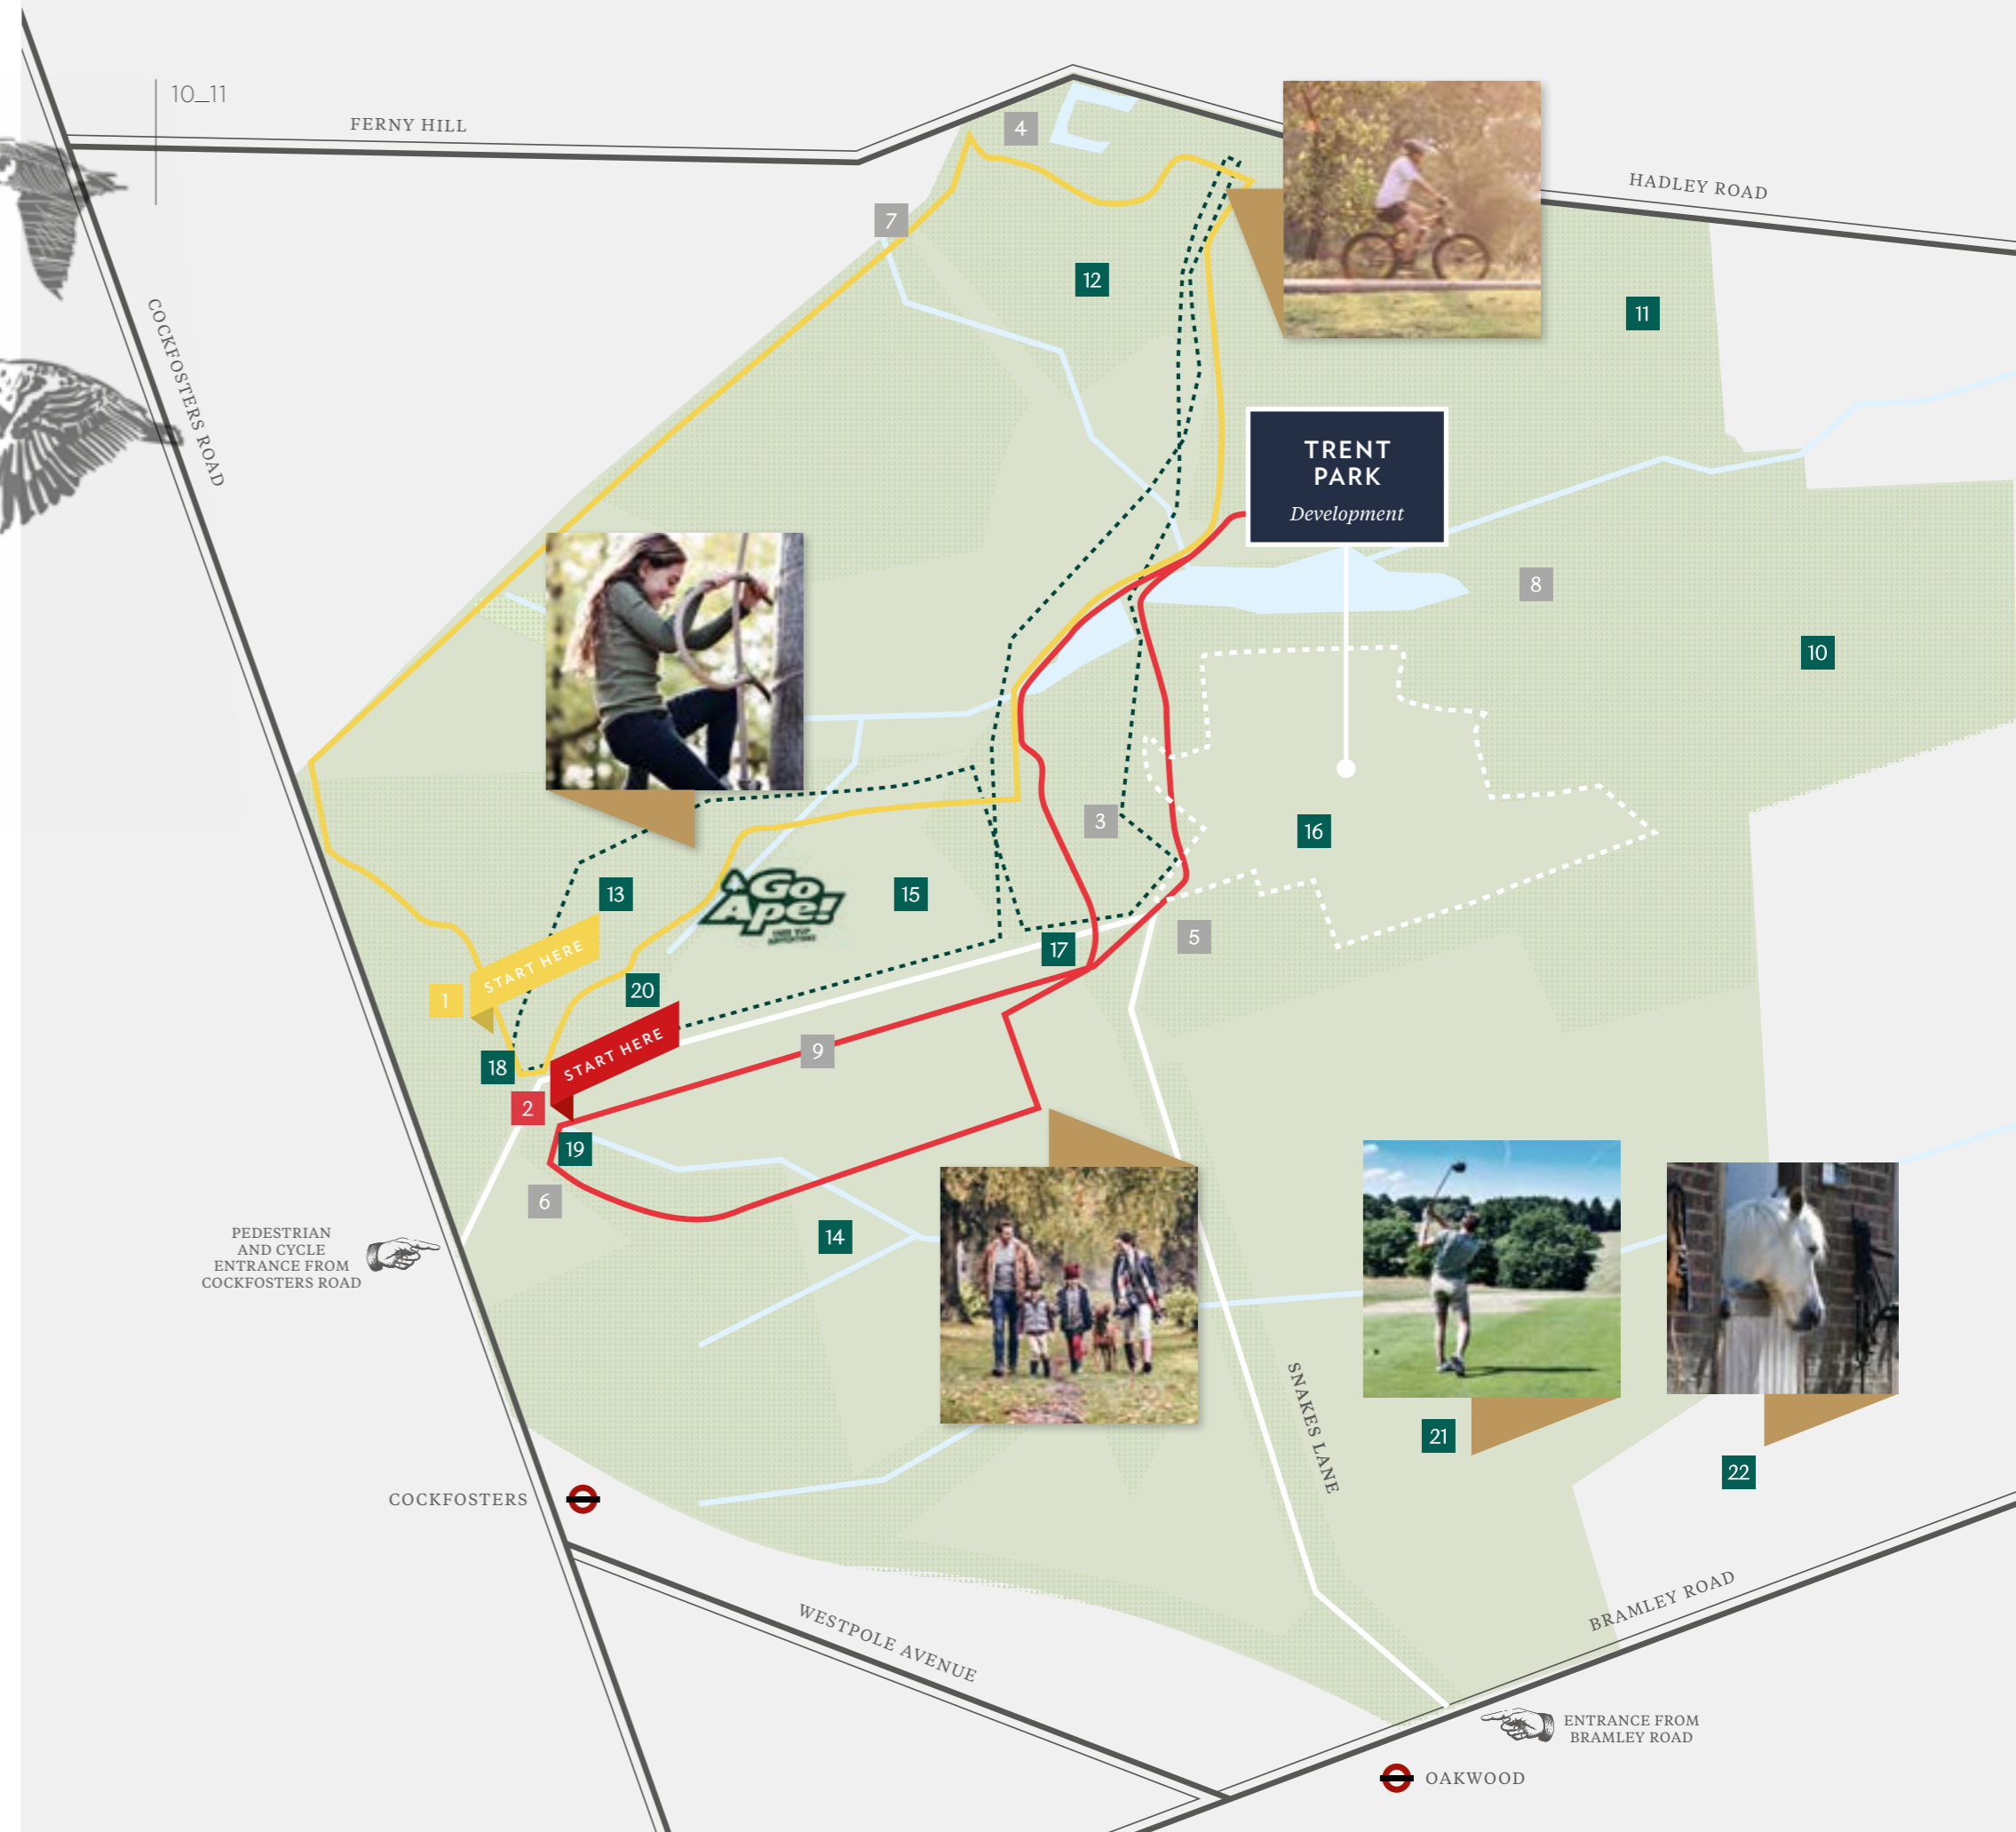 10_11
FERNY HILL
HADLEY ROAD
COCKFOSTERS ROAD
4
7
12
11
TRENT
PARK
Development
8
10
3
16
13
Go
Ape!
15
5
17
START HERE
1
20
START HERE
9
18
2
19
6
14
PEDESTRIAN
AND CYCLE
ENTRANCE FROM
COCKFOSTERS ROAD
SNAKES LANE
21
22
COCKFOSTERS
WESTPOLE AVENUE
BRAMLEY ROAD
ENTRANCE FROM
BRAMLEY ROAD
OAKWOOD